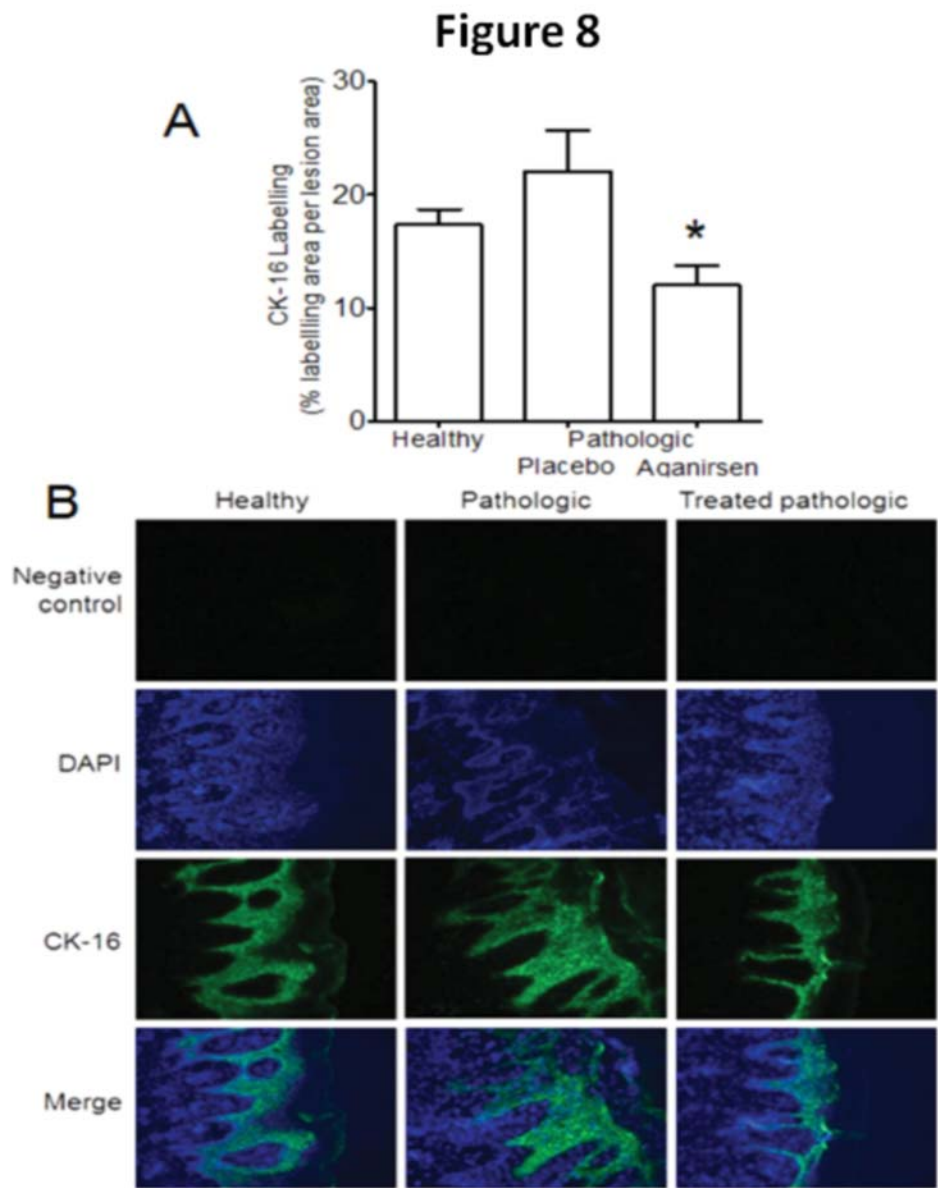 Figure 8
A
CK-16 Labelling
(% labelling area per lesion area)
30
20
10
0
*
Healthy
Pathologic
Placebo Aganirsen
B
Healthy Pathologic Treated pathologic
Negative
control
DAPI
CK-16
Merge